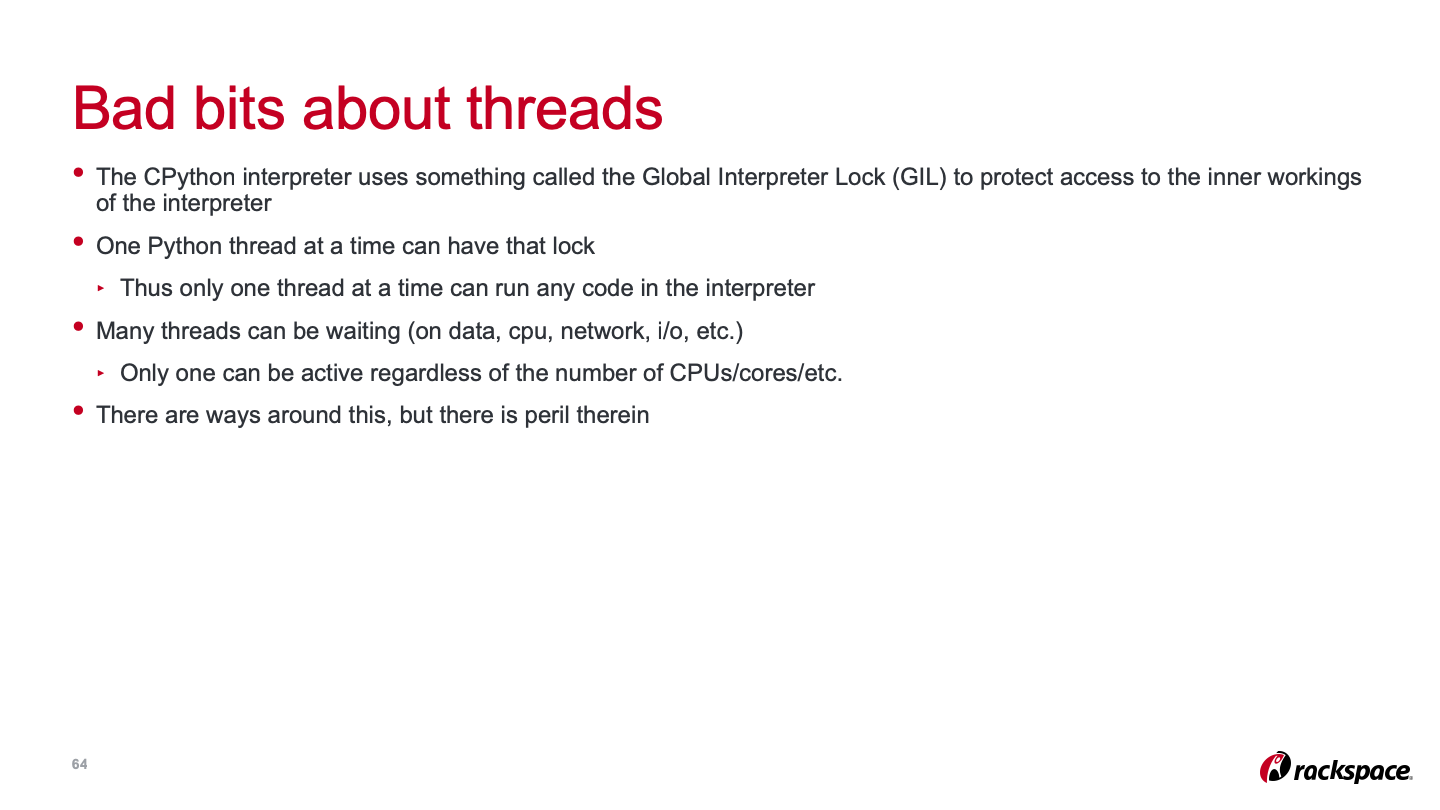 Bad bits about threads
• The CPython interpreter uses something called the Global Interpreter Lock (GIL) to protect access to the inner workings
of the interpreter
• One Python thread at a time can have that lock
‣ Thus only one thread at a time can run any code in the interpreter
• Many threads can be waiting (on data, cpu, network, i/o, etc.)
‣ Only one can be active regardless of the number of CPUs/cores/etc.
• There are ways around this, but there is peril therein
64
rackspace.